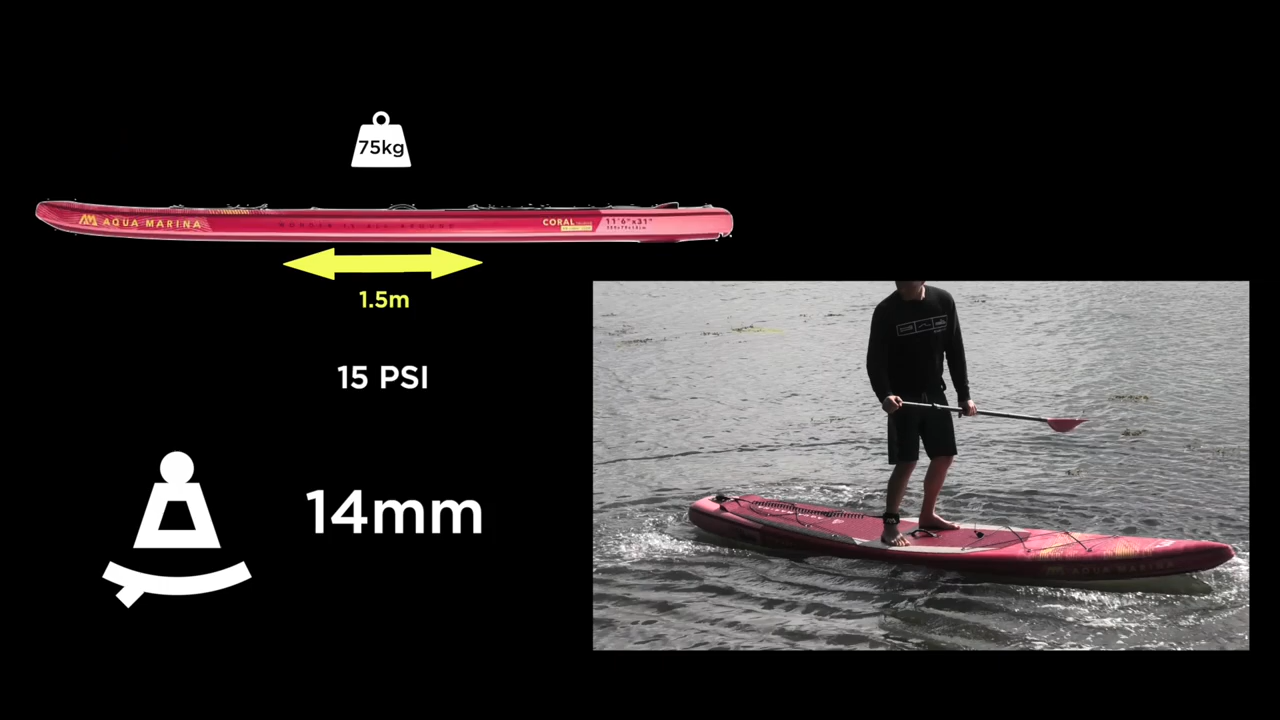 75kg
AQUA MARINA
CORAL
11'6"x31"
1.5m
15 PSI
14mm
AQUA MARINA